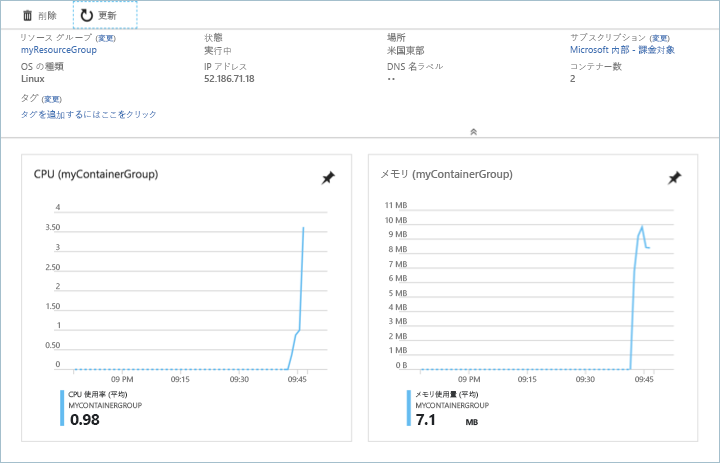 削除 更新
リソース グループ (変更) 状態 場所 サブスクリプション (変更)
myResourceGroup 実行中 米国東部 Microsoft 内部 - 課金対象
OS の種類 IP アドレス DNS 名ラベル コンテナー数
Linux 52.186.71.18 -- 2
タグ (変更)
タグを追加するにはここをクリック
CPU (myContainerGroup)
4
3.50
3
2.50
2
1.50
1
0.50
0
09 PM 09:15 09:30 09:45
CPU 使用率 (平均)
MYCONTAINERGROUP
0.98
メモリ (myContainerGroup)
11 MB
10 MB
9 MB
8 MB
7 MB
6 MB
5 MB
4 MB
3 MB
2 MB
1 MB
0 B
09 PM 09:15 09:30 09:45
メモリ使用量 (平均)
MYCONTAINERGROUP
7.1 MB